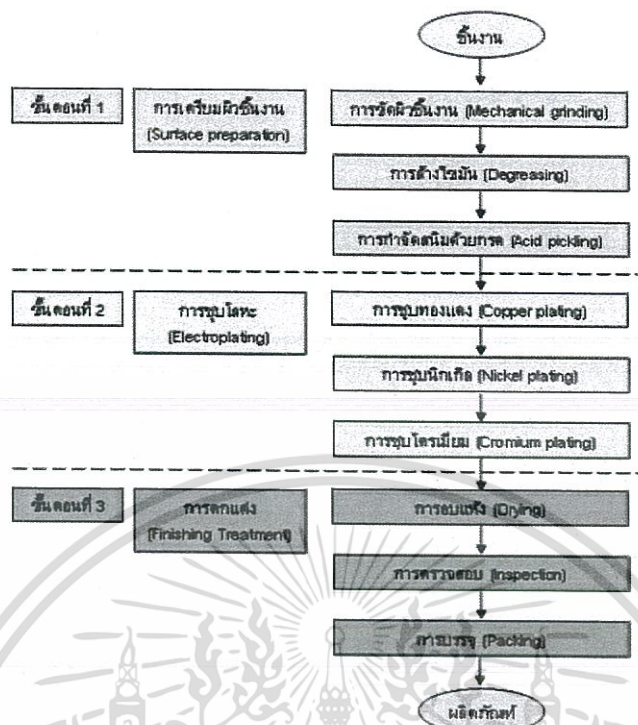 ชิ้นงาน
ขั้นตอนที่ 1
การเตรียมผิวชิ้นงาน
(Surface preparation)
การขัดผิวชิ้นงาน (Mechanical grinding)
การล้างไขมัน (Degreasing)
การกำจัดสนิมด้วยกรด (Acid pickling)
ขั้นตอนที่ 2
การชุบโลหะ
(Electroplating)
การชุบทองแดง (Copper plating)
การชุบนิกเกิล (Nickel plating)
การชุบโครเมียม (Cromium plating)
ขั้นตอนที่ 3
การตกแต่ง
(Finishing Treatment)
การอบแห้ง (Drying)
การตรวจสอบ (Inspection)
การบรรจุ (Packing)
ผลิตภัณฑ์